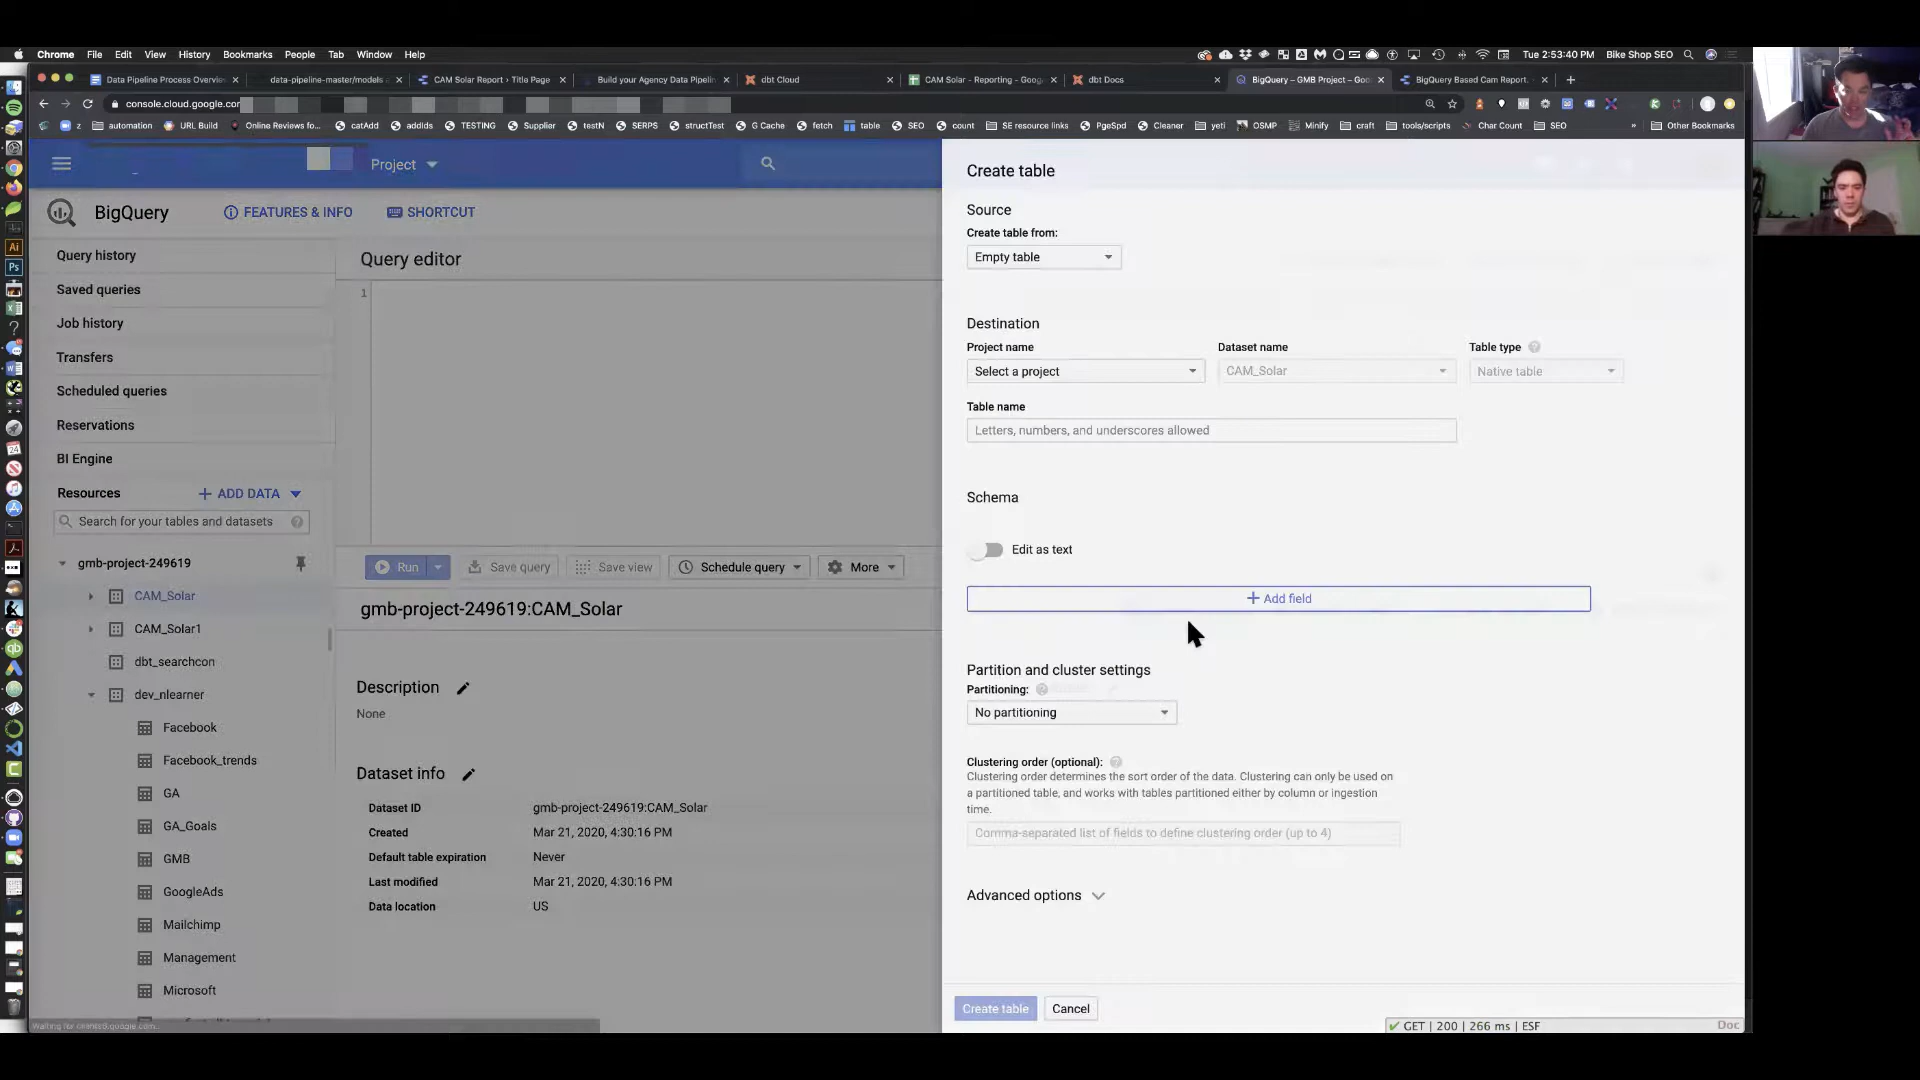 Chrome File Edit View History Bookmarks People Tab Window Help
Tue 2:53:40 PM Bike Shop SEO
Data Pipeline Process Overvie
data-pipeline-master/models
CAM Solar Report › Title Page
Build your Agency Data Pipelin
dbt Cloud
CAM Solar - Reporting - Goog
dbt Docs
BigQuery – GMB Project – Goo
BigQuery Based Cam Report.
console.cloud.google.com
automation URL Build Online Reviews fo... catAdd addIds TESTING Supplier testN SERPS structTest G Cache fetch table SEO count SE resource links PgeSpd Cleaner yeti OSMP Minify craft tools/scripts Char Count SEO » Other Bookmarks
Project
BigQuery
FEATURES & INFO
SHORTCUT
Query history
Saved queries
Job history
Transfers
Scheduled queries
Reservations
BI Engine
Resources
+ ADD DATA
Search for your tables and datasets
gmb-project-249619
CAM_Solar
CAM_Solar1
dbt_searchcon
dev_nlearner
Facebook
Facebook_trends
GA
GA_Goals
GMB
GoogleAds
Mailchimp
Management
Microsoft
Query editor
1
Run
Save query
Save view
Schedule query
More
gmb-project-249619:CAM_Solar
Description
None
Dataset info
Dataset ID gmb-project-249619:CAM_Solar
Created Mar 21, 2020, 4:30:16 PM
Default table expiration Never
Last modified Mar 21, 2020, 4:30:16 PM
Data location US
Create table
Source
Create table from:
Empty table
Destination
Project name Dataset name Table type
Select a project CAM_Solar Native table
Table name
Letters, numbers, and underscores allowed
Schema
Edit as text
+ Add field
Partition and cluster settings
Partitioning:
No partitioning
Clustering order (optional):
Clustering order determines the sort order of the data. Clustering can only be used on
a partitioned table, and works with tables partitioned either by column or ingestion
time.
Comma-separated list of fields to define clustering order (up to 4)
Advanced options
Create table Cancel
GET | 200 | 266 ms | ESF Doc